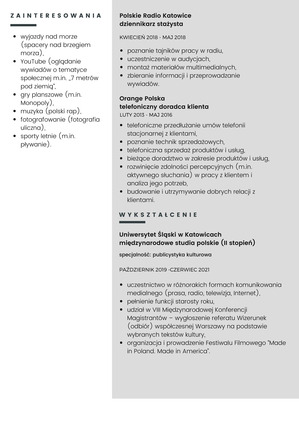 ZAINTERESOWANIA
wyjazdy nad morze
(spacery nad brzegiem
morza),
YouTube (oglądanie
wywiadów o tematyce
społecznej m.in. „7 metrów
pod ziemią",
gry planszowe (m.in.
Monopoly),
muzyka (polski rap),
fotografowanie (fotografia
uliczna),
sporty letnie (m.in.
pływanie).
Polskie Radio Katowice
dziennikarz stażysta
KWIECIEŃ 2018 - MAJ 2018
poznanie tajników pracy w radiu,
uczestniczenie w audycjach,
montaż materiałów multimedialnych,
zbieranie informacji i przeprowadzanie
wywiadów.
Orange Polska
telefoniczny doradca klienta
LUTY 2013 - MAJ 2016
telefoniczne przedłużanie umów telefonii
stacjonarnej z klientami,
poznanie technik sprzedażowych,
telefoniczna sprzedaż produktów i usług,
bieżące doradztwo w zakresie produktów i usług,
rozwinięcie zdolności percepcyjnych (m.in.
aktywnego słuchania) w pracy z klientem i
analiza jego potrzeb,
budowanie i utrzymywanie dobrych relacji z
klientami.
WYKSZTAŁCENIE
Uniwersytet Śląski w Katowicach
międzynarodowe studia polskie (II stopień)
specjalność: publicystyka kulturowa
PAŹDZIERNIK 2019 -CZERWIEC 2021
uczestnictwo w różnorakich formach komunikowania
medialnego (prasa, radio, telewizja, Internet),
pełnienie funkcji starosty roku,
udział w VIII Międzynarodowej Konferencji
Magistrantów – wygłoszenie referatu Wizerunek
(odbiór) współczesnej Warszawy na podstawie
wybranych tekstów kultury,
organizacja i prowadzenie Festiwalu Filmowego "Made
in Poland. Made in America".